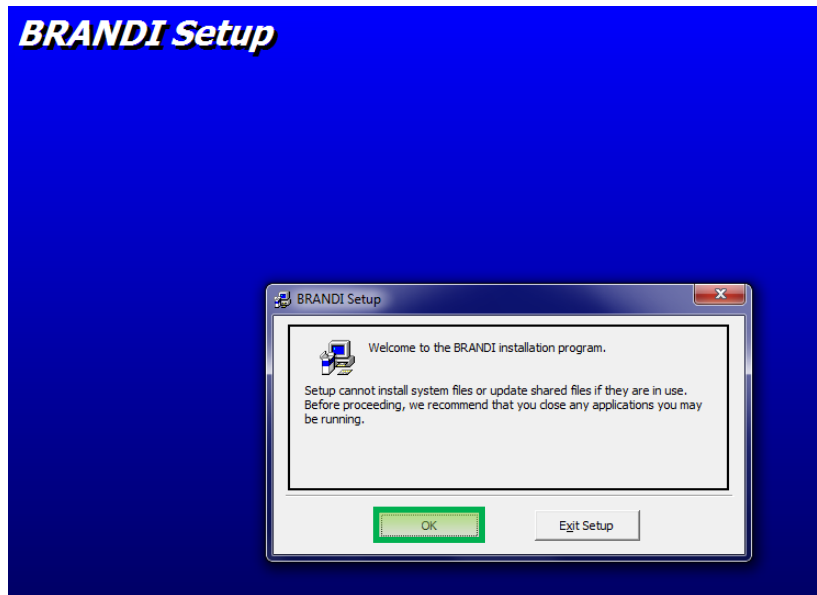 BRANDI Setup
BRANDI Setup
Welcome to the BRANDI installation program.
Setup cannot install system files or update shared files if they are in use.
Before proceeding, we recommend that you close any applications you may
be running.
OK
Exit Setup